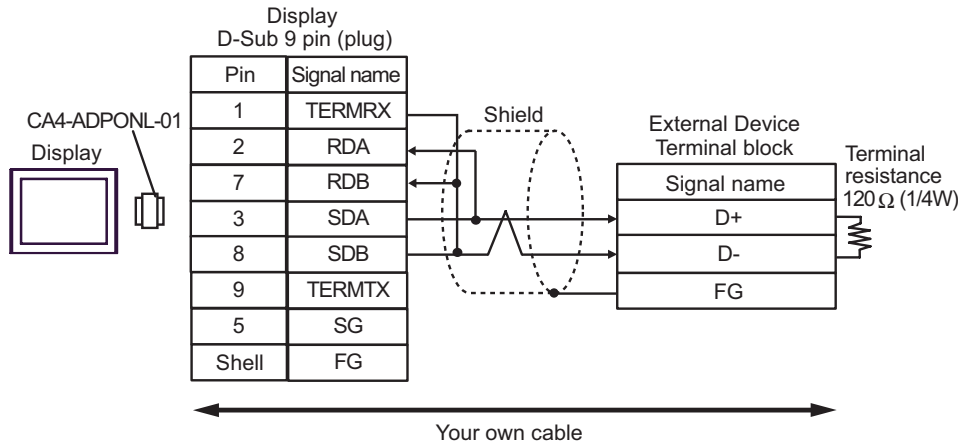 Display
D-Sub 9 pin (plug)
Pin Signal name
1 TERMRX
2 RDA
7 RDB
3 SDA
8 SDB
9 TERMTX
5 SG
Shell FG
CA4-ADPONL-01
Display
Shield
External Device
Terminal block
Signal name
D+
D-
FG
Terminal
resistance
120Ω (1/4W)
Your own cable